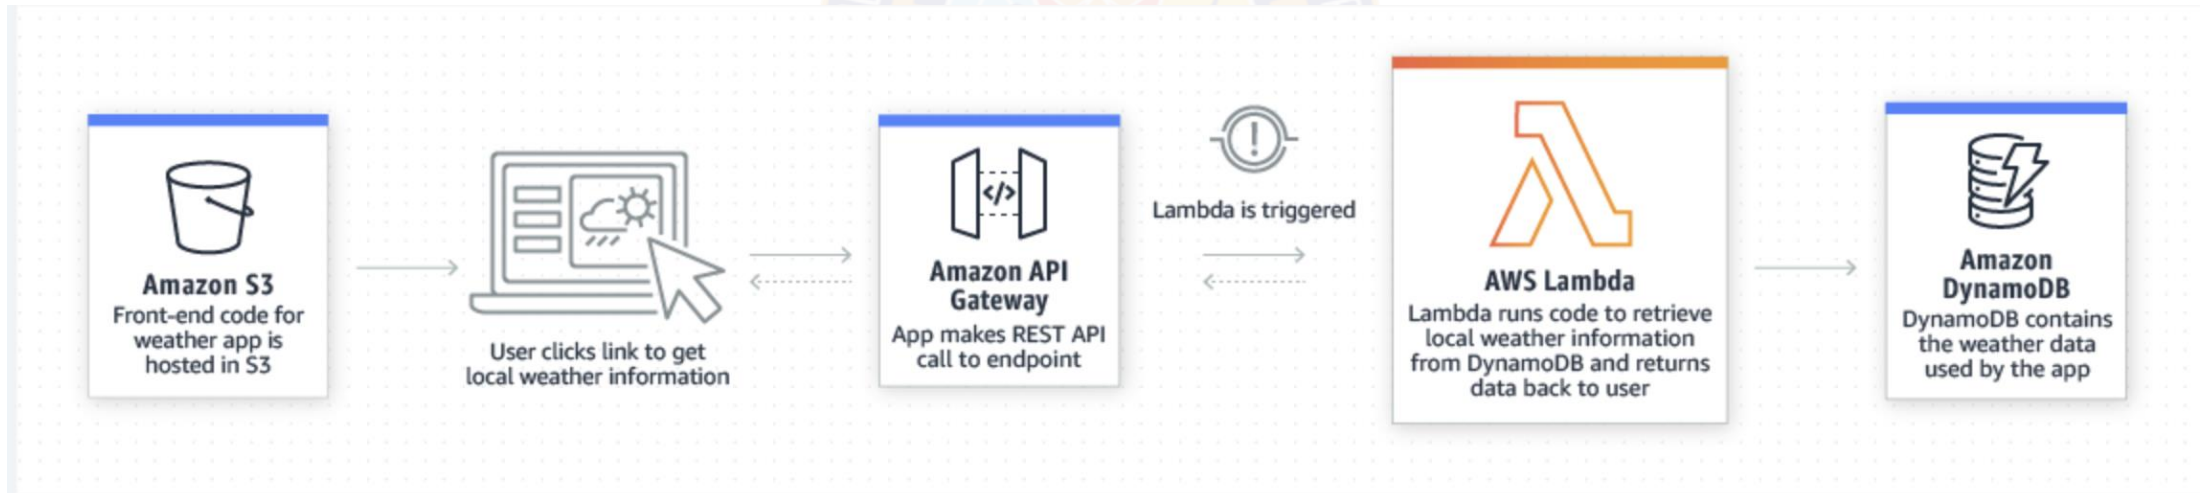 Amazon S3
Front-end code for
weather app is
hosted in S3
User clicks link to get
local weather information
</>
Amazon API
Gateway
App makes REST API
call to endpoint
!
Lambda is triggered
AWS Lambda
Lambda runs code to retrieve
local weather information
from DynamoDB and returns
data back to user
Amazon
DynamoDB
DynamoDB contains
the weather data
used by the app